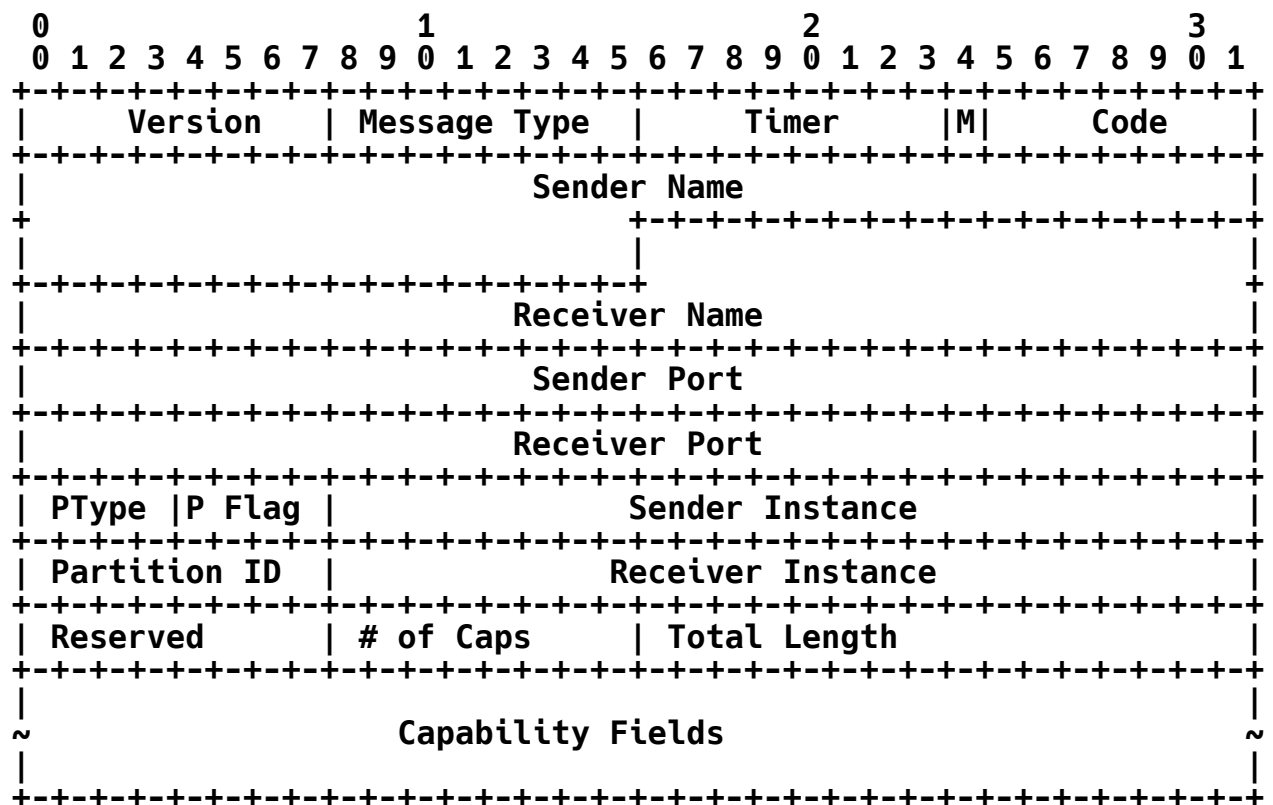 0                   1                   2                   3
 0 1 2 3 4 5 6 7 8 9 0 1 2 3 4 5 6 7 8 9 0 1 2 3 4 5 6 7 8 9 0 1
+-+-+-+-+-+-+-+-+-+-+-+-+-+-+-+-+-+-+-+-+-+-+-+-+-+-+-+-+-+-+-+-+
|     Version   | Message Type  |     Timer     |M|     Code    |
+-+-+-+-+-+-+-+-+-+-+-+-+-+-+-+-+-+-+-+-+-+-+-+-+-+-+-+-+-+-+-+-+
|                          Sender Name                          |
+                               +-+-+-+-+-+-+-+-+-+-+-+-+-+-+-+-+
|                               |                               |
+-+-+-+-+-+-+-+-+-+-+-+-+-+-+-+-+                               +
|                         Receiver Name                         |
+-+-+-+-+-+-+-+-+-+-+-+-+-+-+-+-+-+-+-+-+-+-+-+-+-+-+-+-+-+-+-+-+
|                          Sender Port                          |
+-+-+-+-+-+-+-+-+-+-+-+-+-+-+-+-+-+-+-+-+-+-+-+-+-+-+-+-+-+-+-+-+
|                         Receiver Port                         |
+-+-+-+-+-+-+-+-+-+-+-+-+-+-+-+-+-+-+-+-+-+-+-+-+-+-+-+-+-+-+-+-+
| PType |P Flag |               Sender Instance                 |
+-+-+-+-+-+-+-+-+-+-+-+-+-+-+-+-+-+-+-+-+-+-+-+-+-+-+-+-+-+-+-+-+
| Partition ID  |              Receiver Instance                |
+-+-+-+-+-+-+-+-+-+-+-+-+-+-+-+-+-+-+-+-+-+-+-+-+-+-+-+-+-+-+-+-+
| Reserved      | # of Caps     | Total Length                  |
+-+-+-+-+-+-+-+-+-+-+-+-+-+-+-+-+-+-+-+-+-+-+-+-+-+-+-+-+-+-+-+-+
|                                                               |
~                   Capability Fields                           ~
|                                                               |
+-+-+-+-+-+-+-+-+-+-+-+-+-+-+-+-+-+-+-+-+-+-+-+-+-+-+-+-+-+-+-+-+